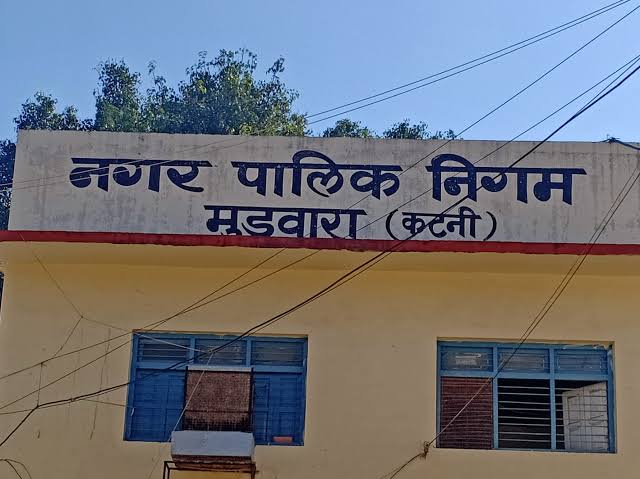 नगर पालिक निगम
मुडवारा (कटनी)